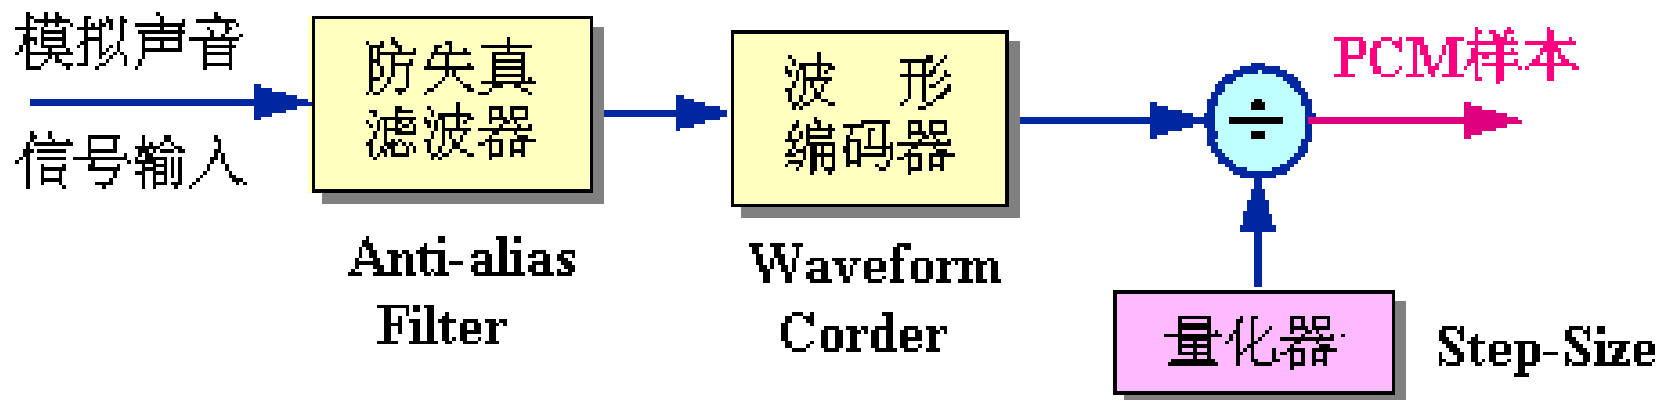 模拟声音
信号输入
防失真
滤波器
Anti-alias
Filter
波 形
编码器
Waveform
Corder
÷
PCM样本
量化器
Step-Size